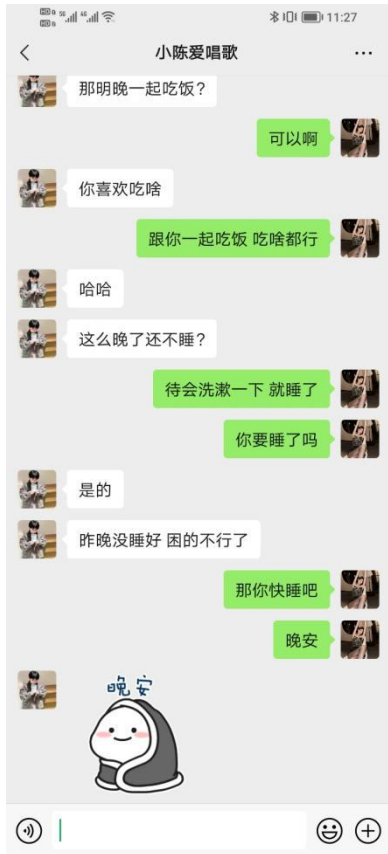 11:27
小陈爱唱歌
那明晚一起吃饭?
可以啊
你喜欢吃啥
跟你一起吃饭 吃啥都行
哈哈
这么晚了还不睡?
待会洗漱一下 就睡了
你要睡了吗
是的
昨晚没睡好 困的不行了
那你快睡吧
晚安
晚安